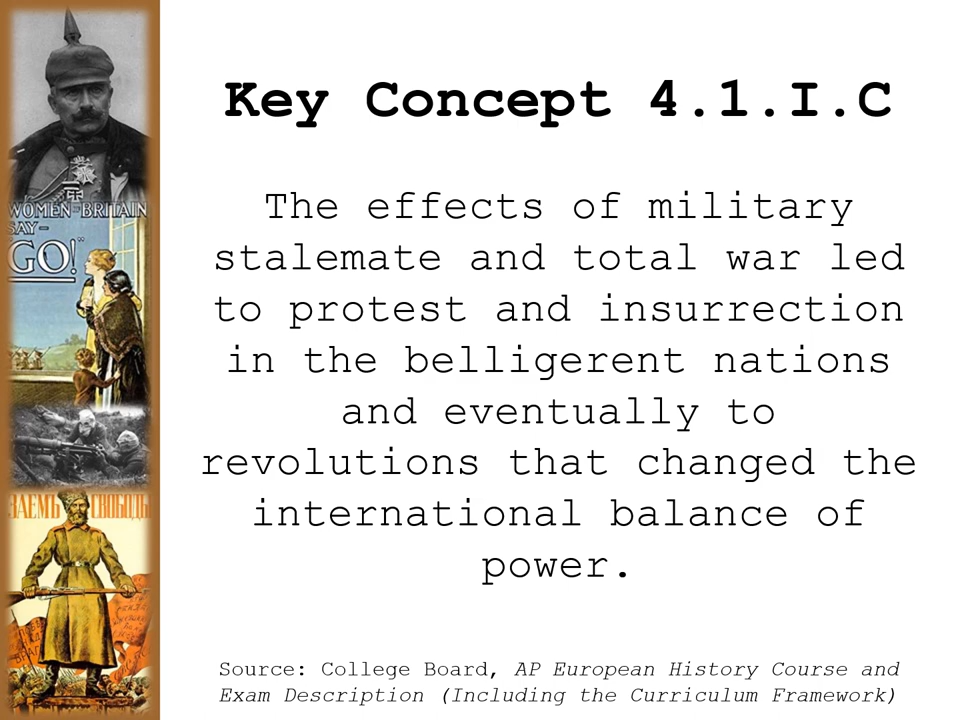 Key Concept 4.1.I.C
The effects of military
stalemate and total war led
to protest and insurrection
in the belligerent nations
and eventually to
revolutions that changed the
international balance of
power.
Source: College Board, AP European History Course and
Exam Description (Including the Curriculum Framework)
WOMEN-BRITAIN
SAY-
"GO!"
ЗАЕМЪ СВОБОДЫ